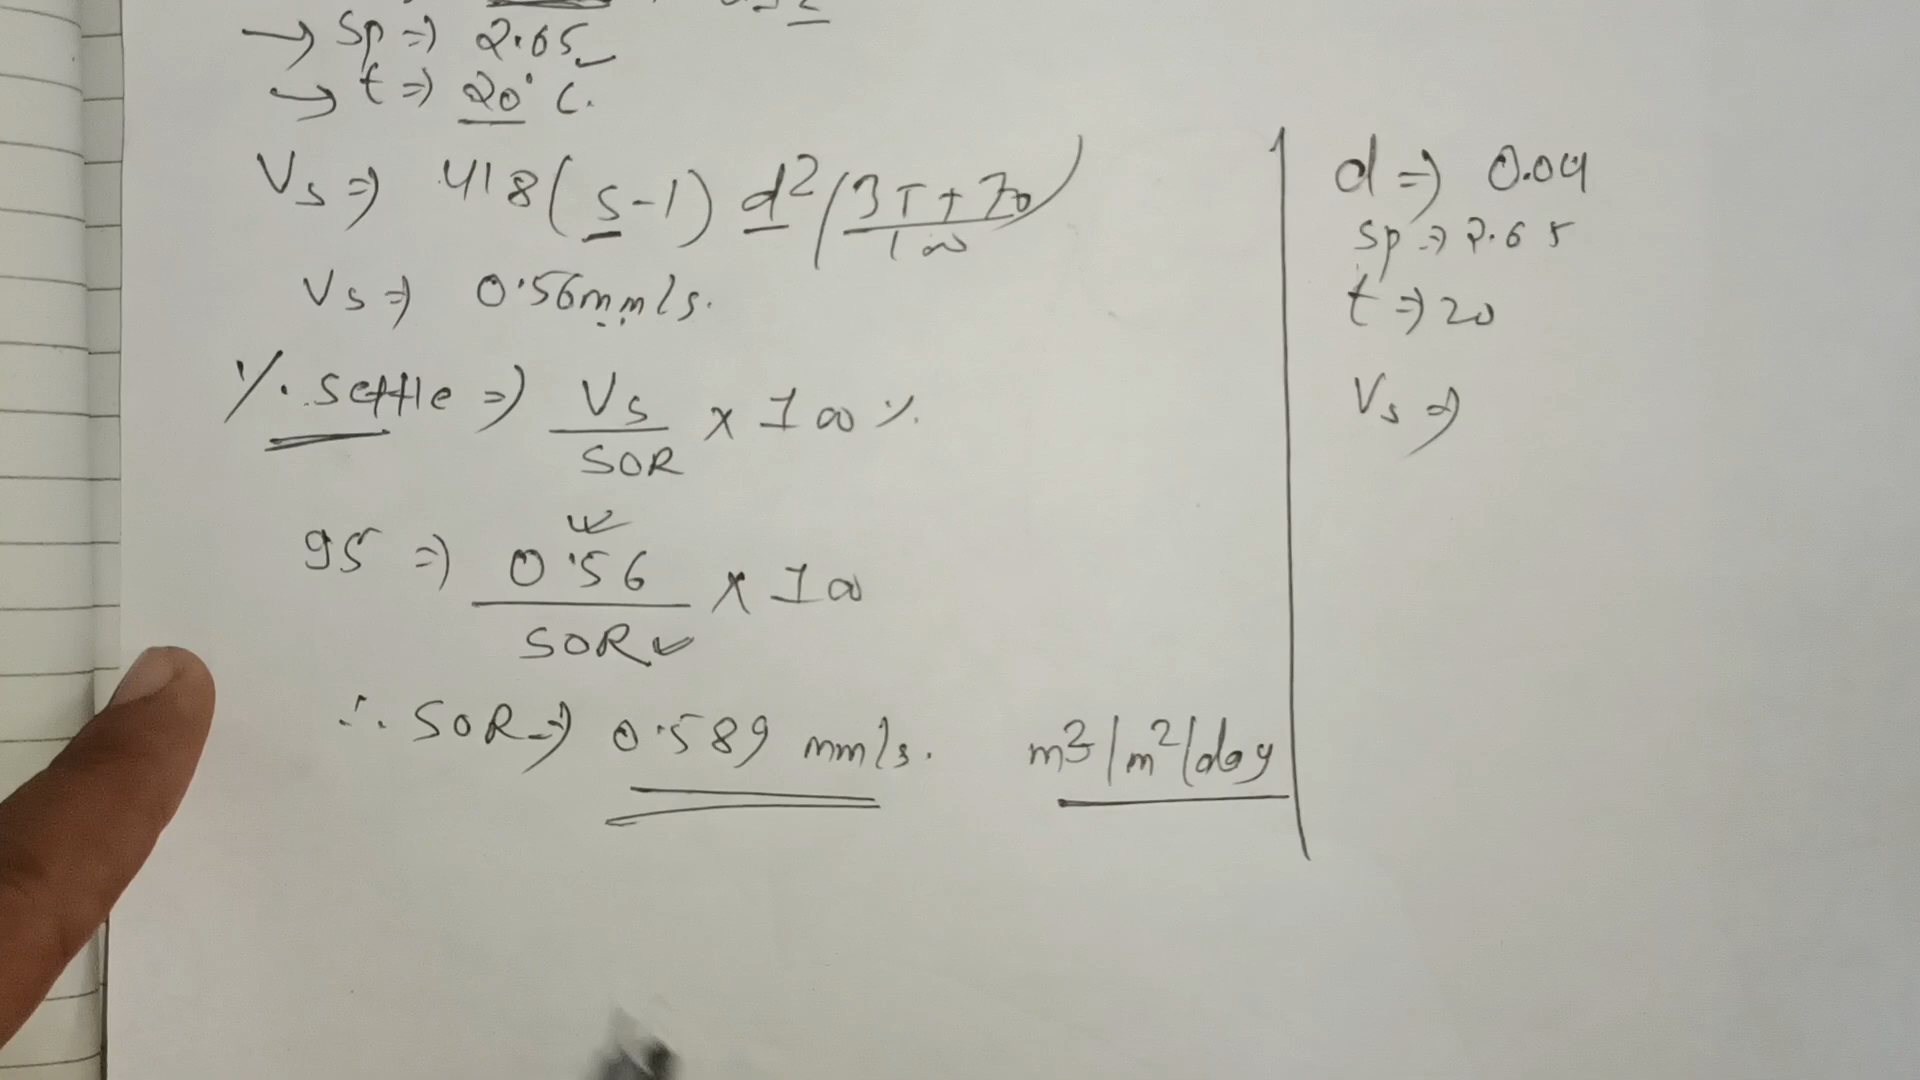 → Sp ⇒ 2.65
→ t ⇒ 20°C.
Vs ⇒ 418(s-1) d²(3T+70/100)
Vs ⇒ 0.56mm/s.
%. settle ⇒ Vs/SOR × 100 %.
95 ⇒ 0.56/SOR × 100
∴ SOR ⇒ 0.589 mm/s. m³/m²/day
d ⇒ 0.04
Sp ⇒ 2.65
t ⇒ 20
Vs ⇒